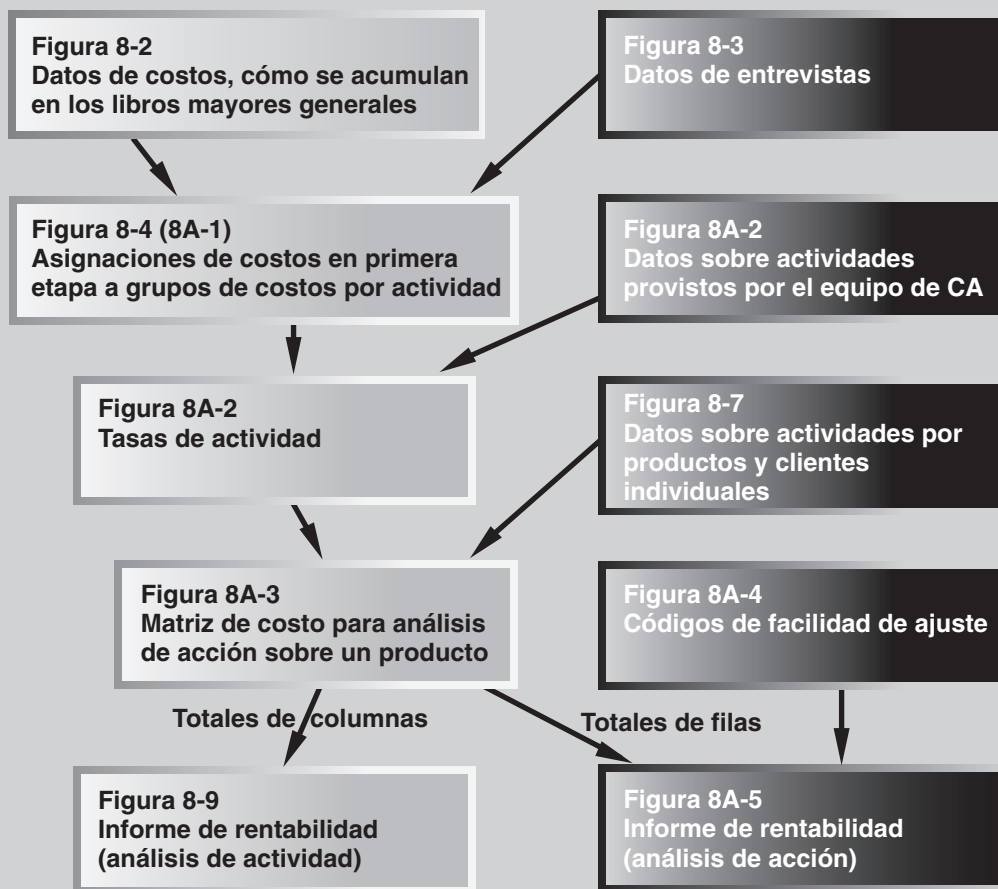 Figura 8-2
Datos de costos, cómo se acumulan
en los libros mayores generales
Figura 8-3
Datos de entrevistas
Figura 8-4 (8A-1)
Asignaciones de costos en primera
etapa a grupos de costos por actividad
Figura 8A-2
Datos sobre actividades
provistos por el equipo de CA
Figura 8A-2
Tasas de actividad
Figura 8-7
Datos sobre actividades por
productos y clientes
individuales
Figura 8A-3
Matriz de costo para análisis
de acción sobre un producto
Figura 8A-4
Códigos de facilidad de ajuste
Totales de columnas
Totales de filas
Figura 8-9
Informe de rentabilidad
(análisis de actividad)
Figura 8A-5
Informe de rentabilidad
(análisis de acción)